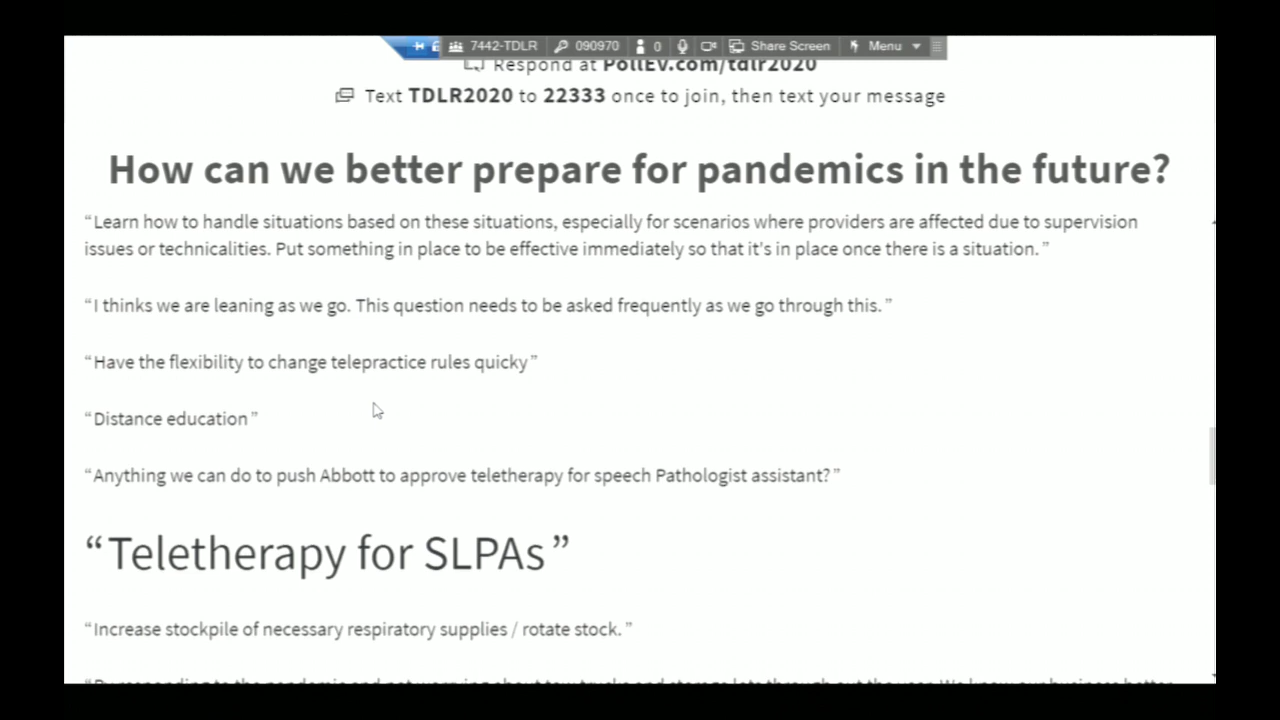 7442-TDLR 090970 0 Share Screen Menu
Respond at PollEv.com/tdlr2020
Text TDLR2020 to 22333 once to join, then text your message
How can we better prepare for pandemics in the future?
“Learn how to handle situations based on these situations, especially for scenarios where providers are affected due to supervision
issues or technicalities. Put something in place to be effective immediately so that it's in place once there is a situation.”
“I thinks we are leaning as we go. This question needs to be asked frequently as we go through this.”
“Have the flexibility to change telepractice rules quicky”
“Distance education”
“Anything we can do to push Abbott to approve teletherapy for speech Pathologist assistant?”
“Teletherapy for SLPAs”
“Increase stockpile of necessary respiratory supplies / rotate stock.”